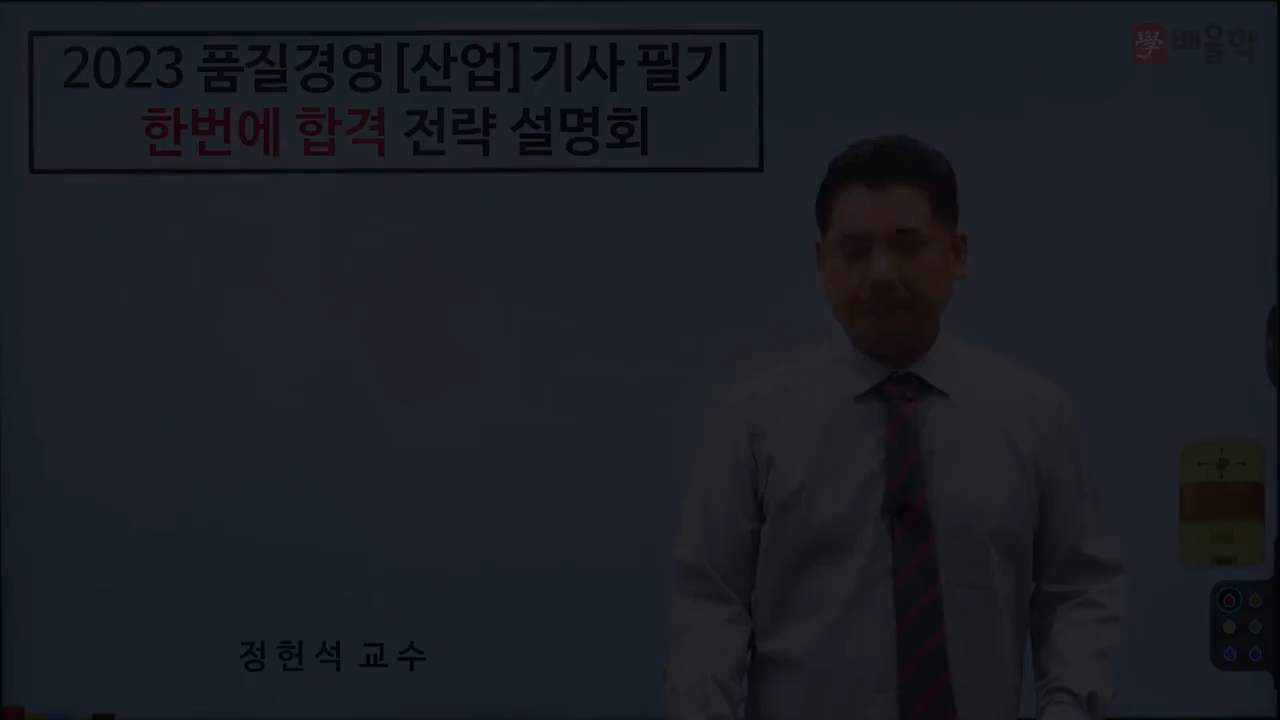 2023 품질경영[산업]기사 필기
學 배울학
한번에 합격 전략 설명회
정헌석 교수